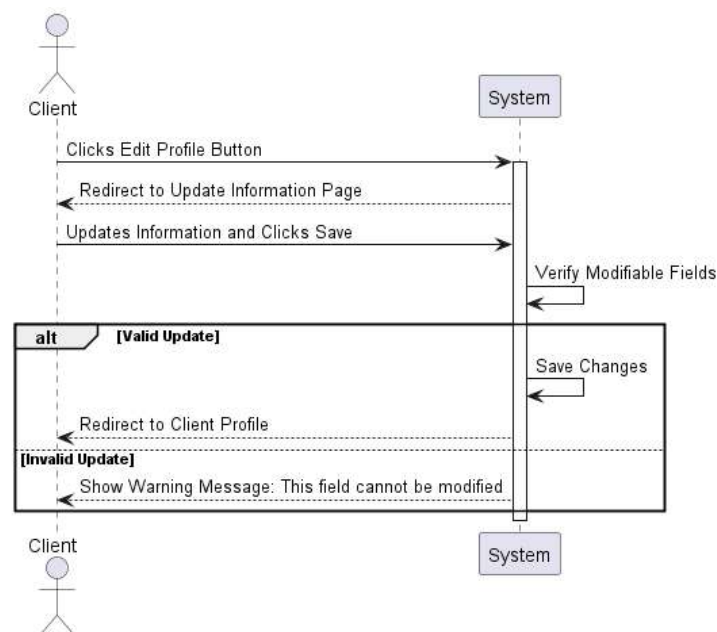 Client
System
Clicks Edit Profile Button
Redirect to Update Information Page
Updates Information and Clicks Save
Verify Modifiable Fields
alt [Valid Update]
Save Changes
Redirect to Client Profile
[Invalid Update]
Show Warning Message: This field cannot be modified
Client
System